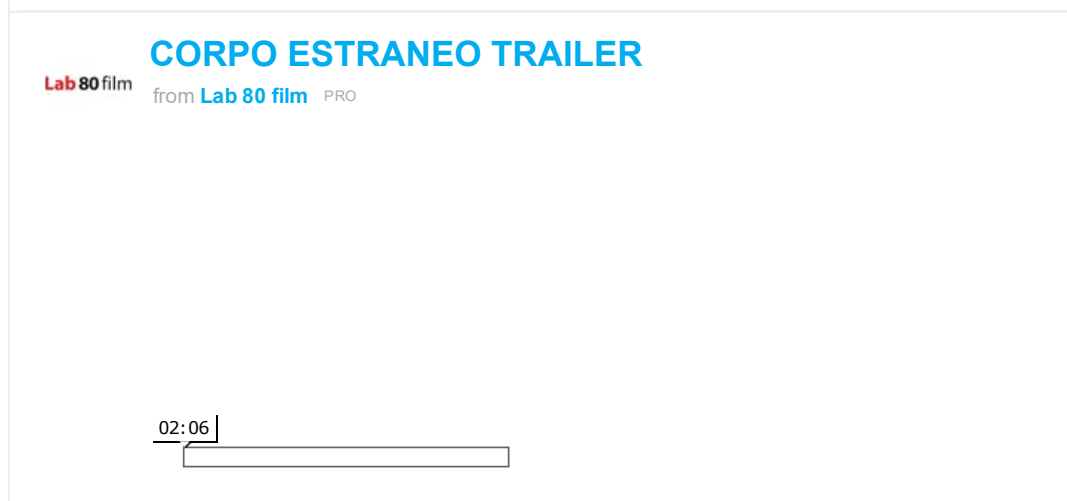 CORPO ESTRANEO TRAILER
Lab 80 film
from Lab 80 film PRO
02:06